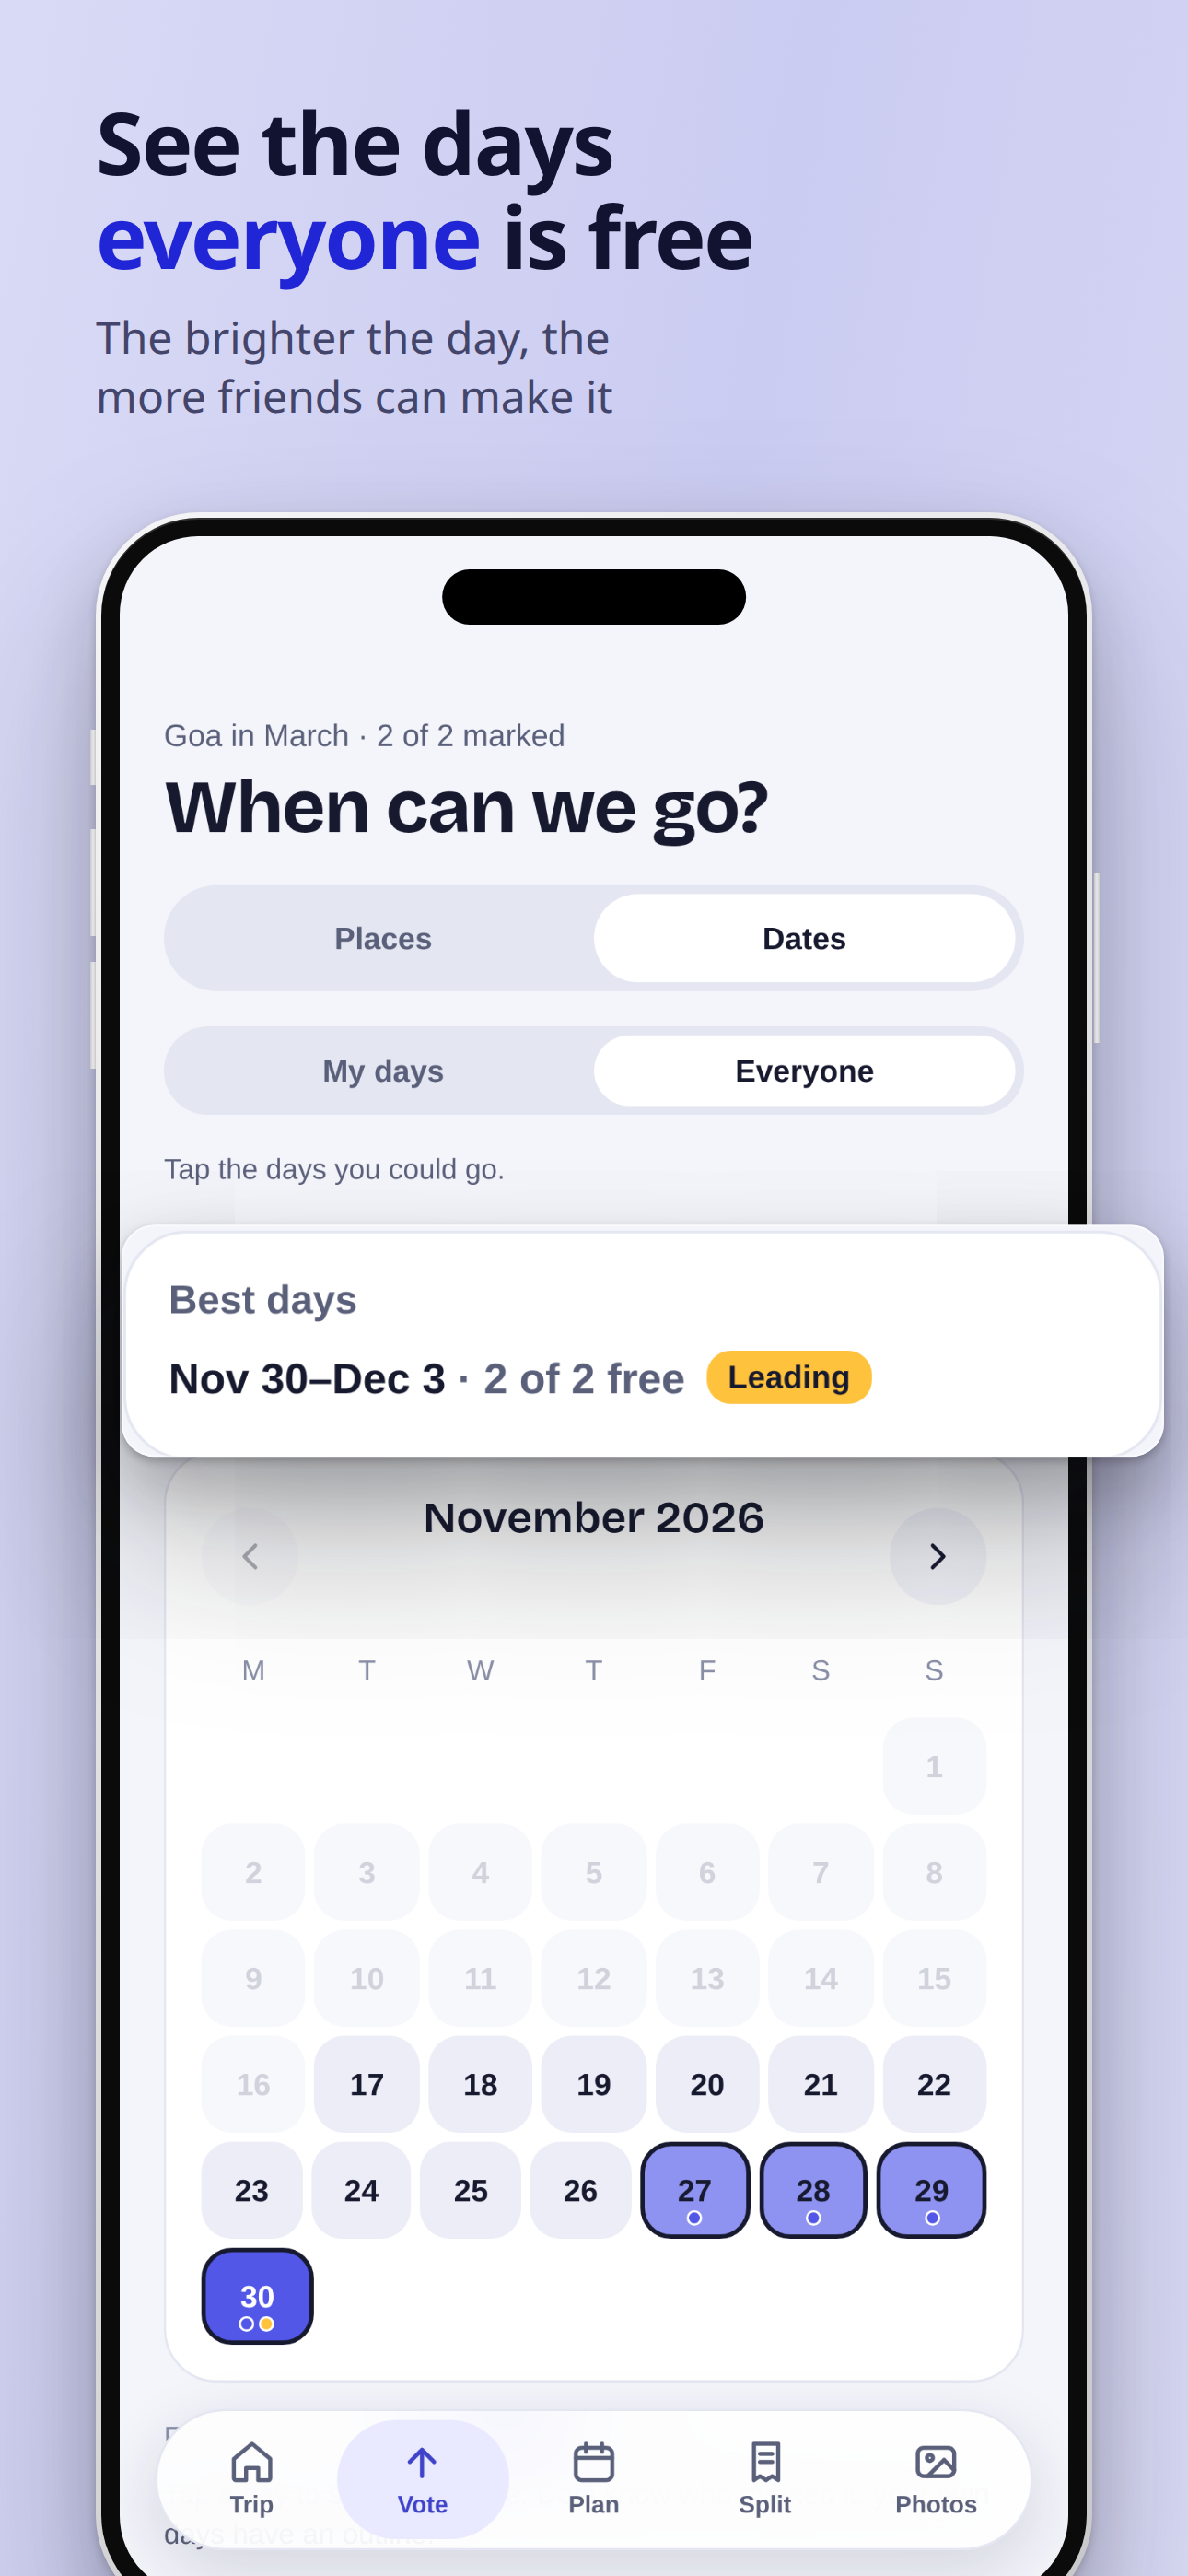 See the days
everyone is free
The brighter the day, the
more friends can make it
Goa in March · 2 of 2 marked
When can we go?
Places Dates
My days Everyone
Tap the days you could go.
Best days
Nov 30–Dec 3 · 2 of 2 free Leading
November 2026
M T W T F S S
1
2 3 4 5 6 7 8
9 10 11 12 13 14 15
16 17 18 19 20 21 22
23 24 25 26 27 28 29
30
Trip Vote Plan Split Photos
days have an outline.